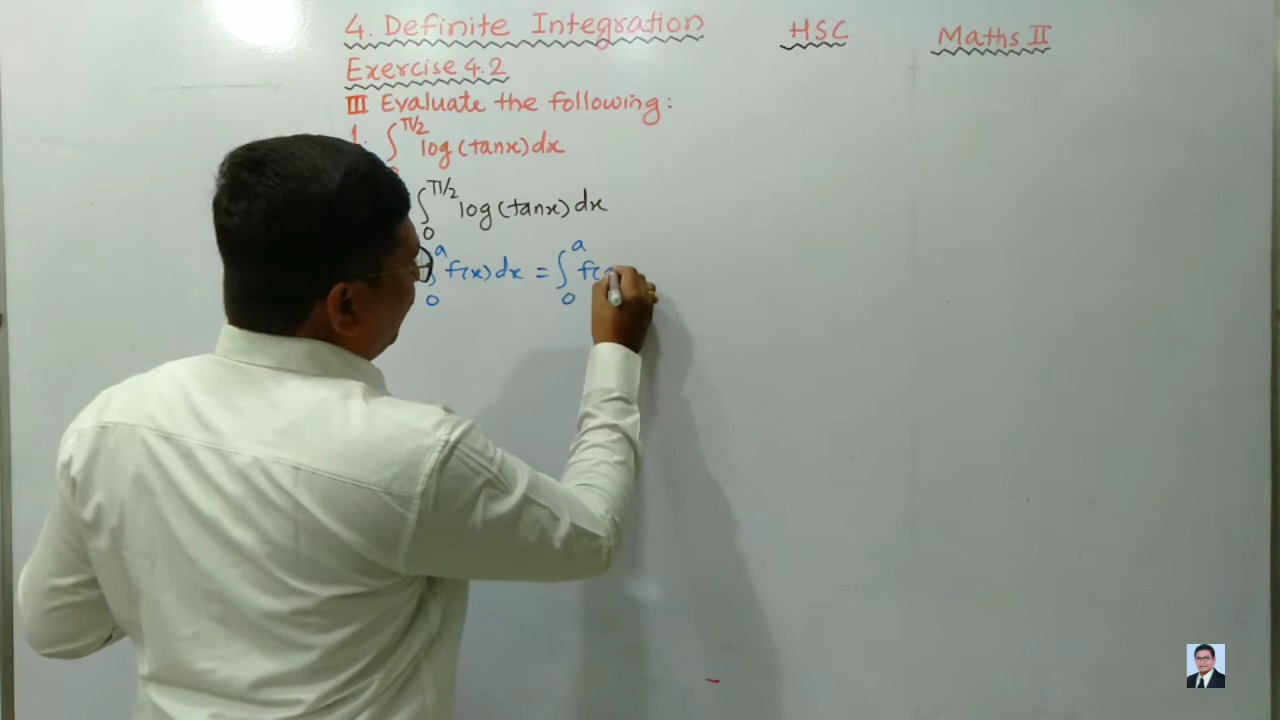 4. Definite Integration HSC Maths II
Exercise 4.2
III Evaluate the following:
1. ∫₀^π/2 log(tanx)dx
∫₀^π/2 log(tanx)dx
∫₀^a f(x)dx = ∫₀^a f(